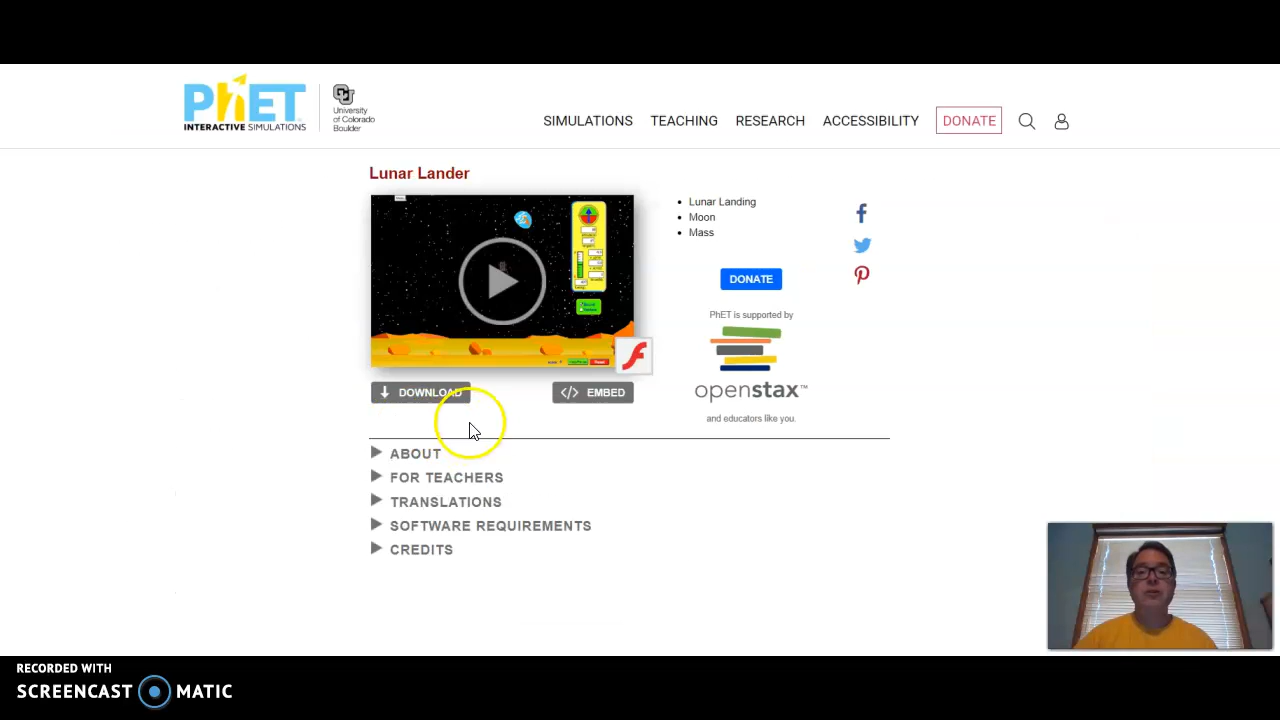 PhET
INTERACTIVE SIMULATIONS
University
of Colorado
Boulder
SIMULATIONS TEACHING RESEARCH ACCESSIBILITY DONATE
Lunar Lander
Lunar Landing
Moon
Mass
DONATE
PhET is supported by
openstax™
and educators like you.
DOWNLOAD
</> EMBED
ABOUT
FOR TEACHERS
TRANSLATIONS
SOFTWARE REQUIREMENTS
CREDITS
RECORDED WITH
SCREENCAST MATIC